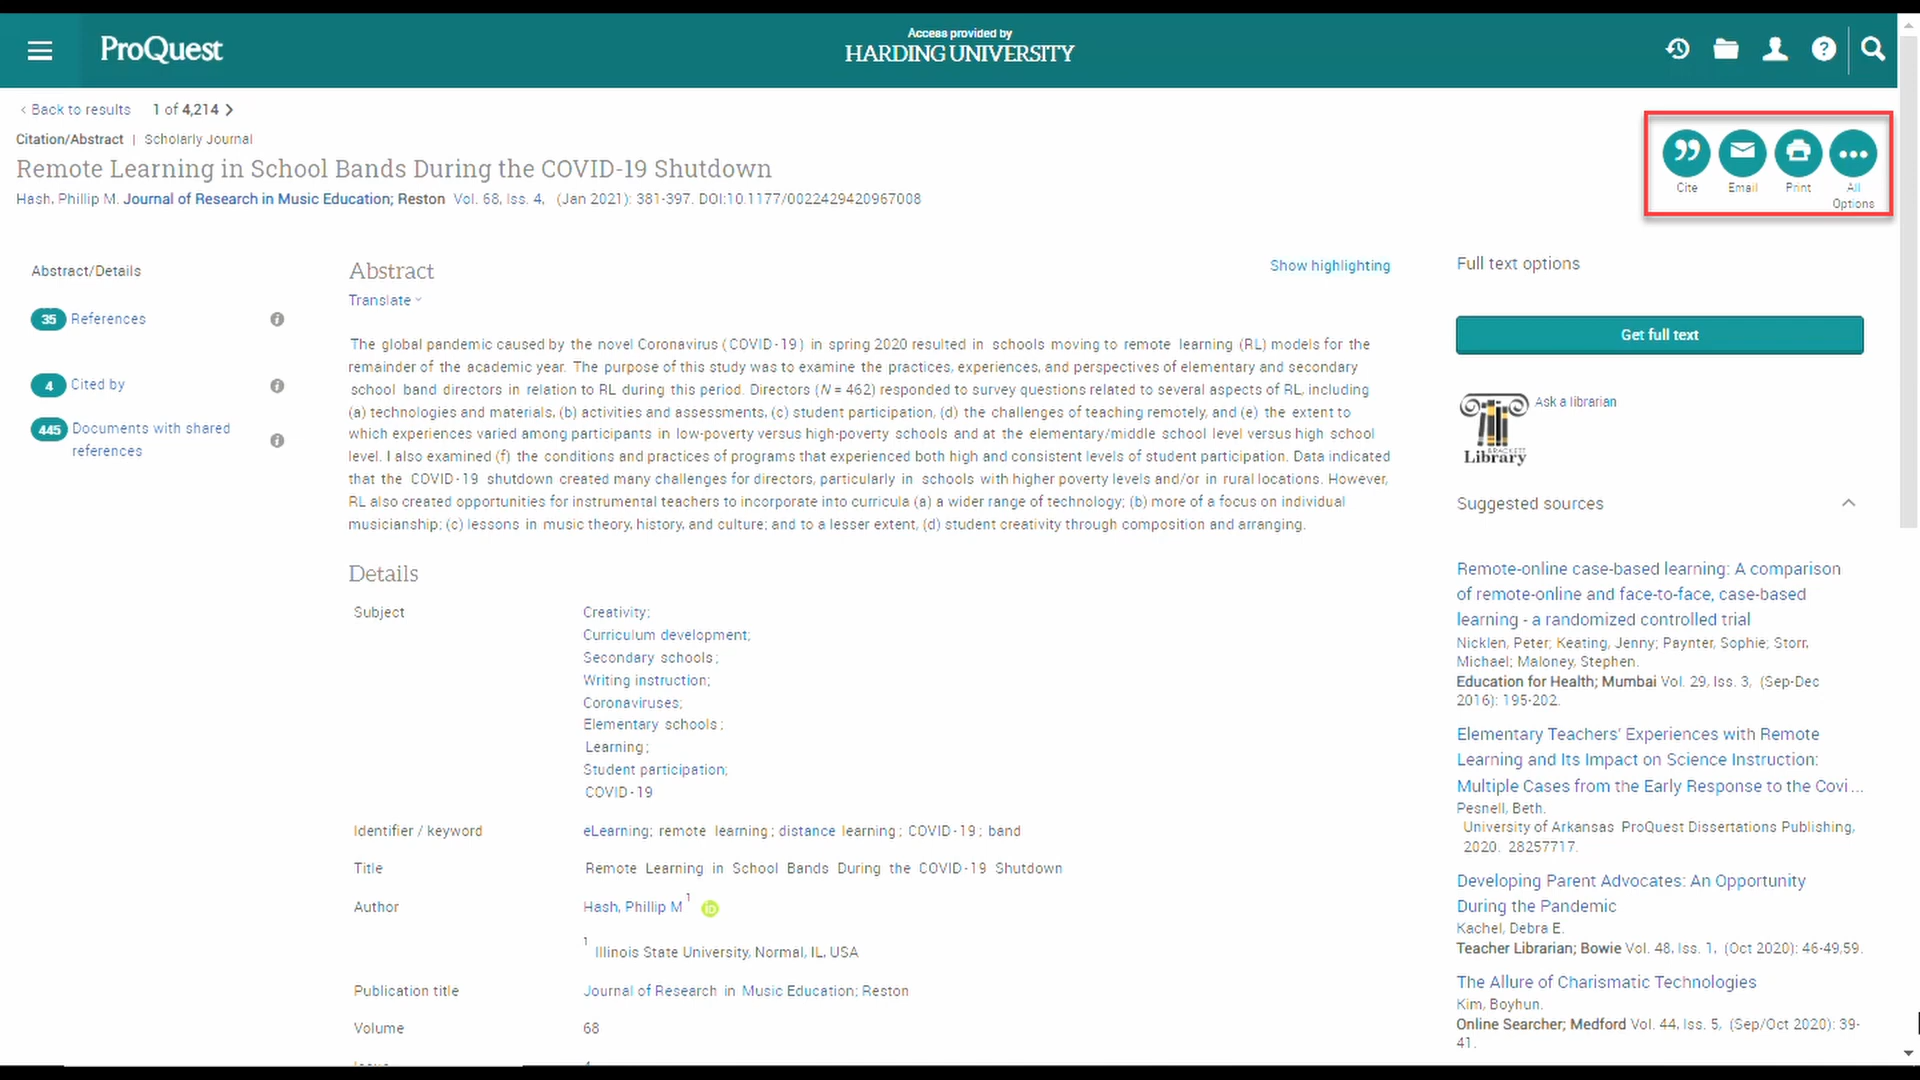 ProQuest
Access provided by
HARDING UNIVERSITY
?
< Back to results 1 of 4,214 >
Citation/Abstract | Scholarly Journal
Remote Learning in School Bands During the COVID-19 Shutdown
Hash, Phillip M. Journal of Research in Music Education; Reston Vol. 68, Iss. 4, (Jan 2021): 381-397. DOI:10.1177/0022429420967008
Cite
Email
Print
All
Options
Abstract/Details
35 References
4 Cited by
445 Documents with shared
references
Abstract
Show highlighting
Translate
The global pandemic caused by the novel Coronavirus (COVID-19) in spring 2020 resulted in schools moving to remote learning (RL) models for the
remainder of the academic year. The purpose of this study was to examine the practices, experiences, and perspectives of elementary and secondary
school band directors in relation to RL during this period. Directors (N = 462) responded to survey questions related to several aspects of RL, including
(a) technologies and materials, (b) activities and assessments, (c) student participation, (d) the challenges of teaching remotely, and (e) the extent to
which experiences varied among participants in low-poverty versus high-poverty schools and at the elementary/middle school level versus high school
level. I also examined (f) the conditions and practices of programs that experienced both high and consistent levels of student participation. Data indicated
that the COVID-19 shutdown created many challenges for directors, particularly in schools with higher poverty levels and/or in rural locations. However,
RL also created opportunities for instrumental teachers to incorporate into curricula (a) a wider range of technology; (b) more of a focus on individual
musicianship; (c) lessons in music theory, history, and culture; and to a lesser extent, (d) student creativity through composition and arranging.
Details
Subject
Creativity;
Curriculum development;
Secondary schools;
Writing instruction;
Coronaviruses;
Elementary schools;
Learning;
Student participation;
COVID-19
Identifier / keyword
eLearning; remote learning; distance learning; COVID-19; band
Title
Remote Learning in School Bands During the COVID-19 Shutdown
Author
Hash, Phillip M 1 iD
1 Illinois State University, Normal, IL, USA
Publication title
Journal of Research in Music Education; Reston
Volume
68
Full text options
Get full text
Ask a librarian
BRACKETT
Library
Suggested sources
Remote-online case-based learning: A comparison
of remote-online and face-to-face, case-based
learning - a randomized controlled trial
Nicklen, Peter; Keating, Jenny; Paynter, Sophie; Storr,
Michael; Maloney, Stephen.
Education for Health; Mumbai Vol. 29, Iss. 3, (Sep-Dec
2016): 195-202.
Elementary Teachers' Experiences with Remote
Learning and Its Impact on Science Instruction:
Multiple Cases from the Early Response to the Covi...
Pesnell, Beth.
University of Arkansas ProQuest Dissertations Publishing,
2020. 28257717.
Developing Parent Advocates: An Opportunity
During the Pandemic
Kachel, Debra E.
Teacher Librarian; Bowie Vol. 48, Iss. 1, (Oct 2020): 46-49,59.
The Allure of Charismatic Technologies
Kim, Boyhun.
Online Searcher; Medford Vol. 44, Iss. 5, (Sep/Oct 2020): 39-
41.